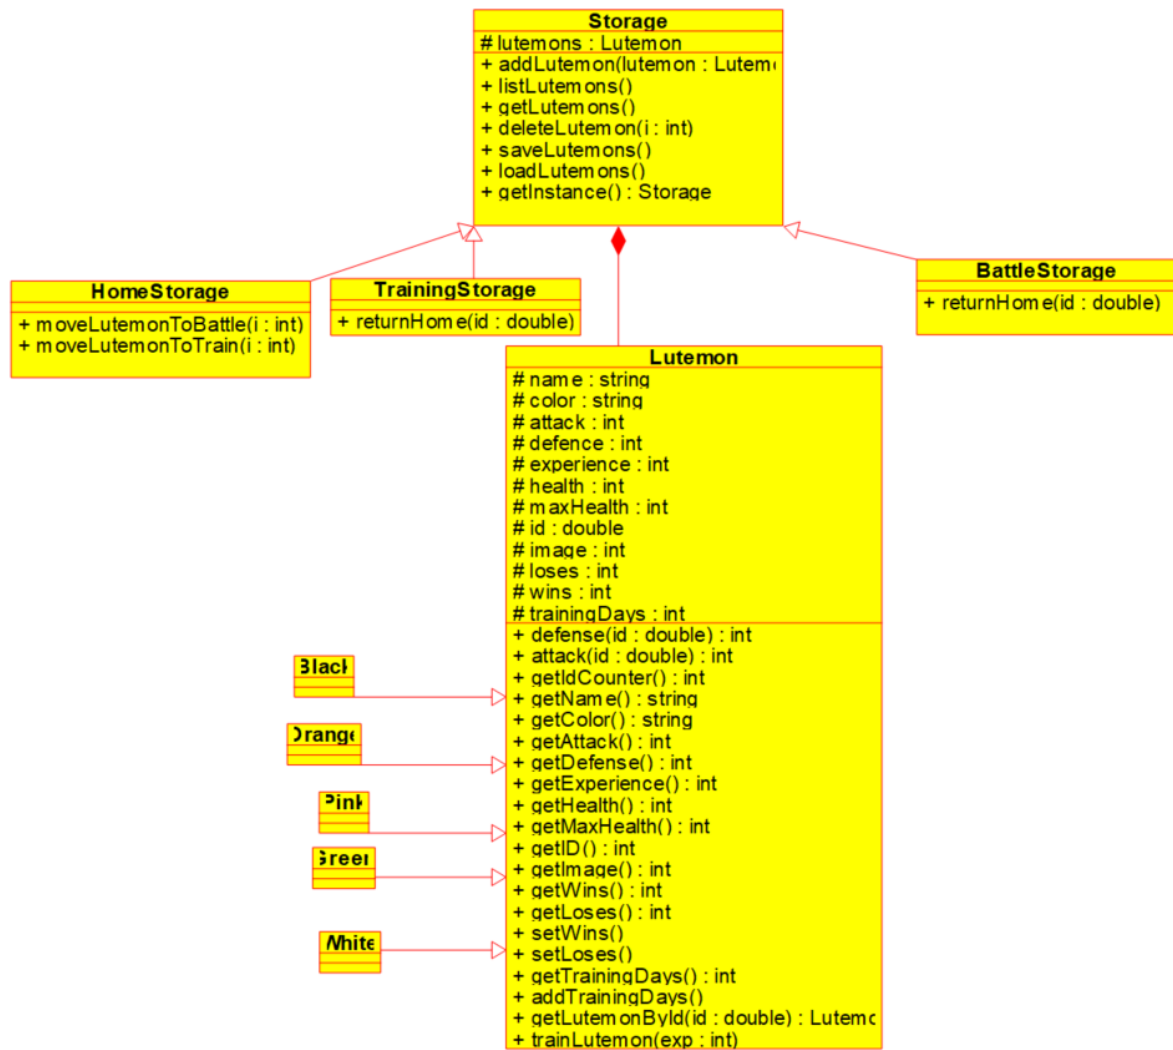 Storage
# lutemons : Lutemon
+ addLutemon(lutemon : Lutem
+ listLutemons()
+ getLutemons()
+ deleteLutemon(i : int)
+ saveLutemons()
+ loadLutemons()
+ getInstance() : Storage
HomeStorage
+ moveLutemonToBattle(i : int)
+ moveLutemonToTrain(i : int)
TrainingStorage
+ returnHome(id : double)
BattleStorage
+ returnHome(id : double)
Lutemon
# name : string
# color : string
# attack : int
# defence : int
# experience : int
# health : int
# maxHealth : int
# id : double
# image : int
# loses : int
# wins : int
# trainingDays : int
+ defense(id : double) : int
+ attack(id : double) : int
+ getIdCounter() : int
+ getName() : string
+ getColor() : string
+ getAttack() : int
+ getDefense() : int
+ getExperience() : int
+ getHealth() : int
+ getMaxHealth() : int
+ getID() : int
+ getImage() : int
+ getWins() : int
+ getLoses() : int
+ setWins()
+ setLoses()
+ getTrainingDays() : int
+ addTrainingDays()
+ getLutemonById(id : double) : Lutem
+ trainLutemon(exp : int)
Black
Orange
Pink
Green
White